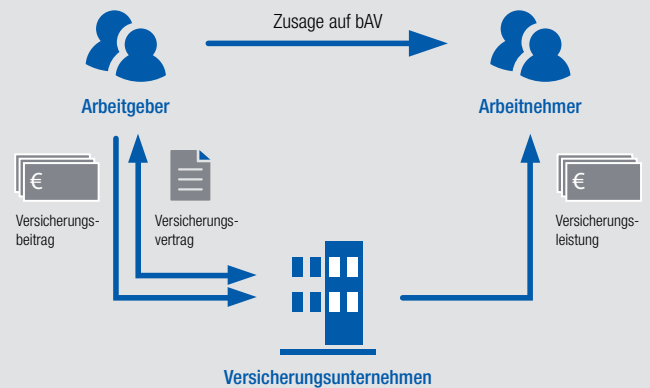 Zusage auf bAV
Arbeitgeber
Arbeitnehmer
€
Versicherungs-
beitrag
Versicherungs-
vertrag
€
Versicherungs-
leistung
Versicherungsunternehmen